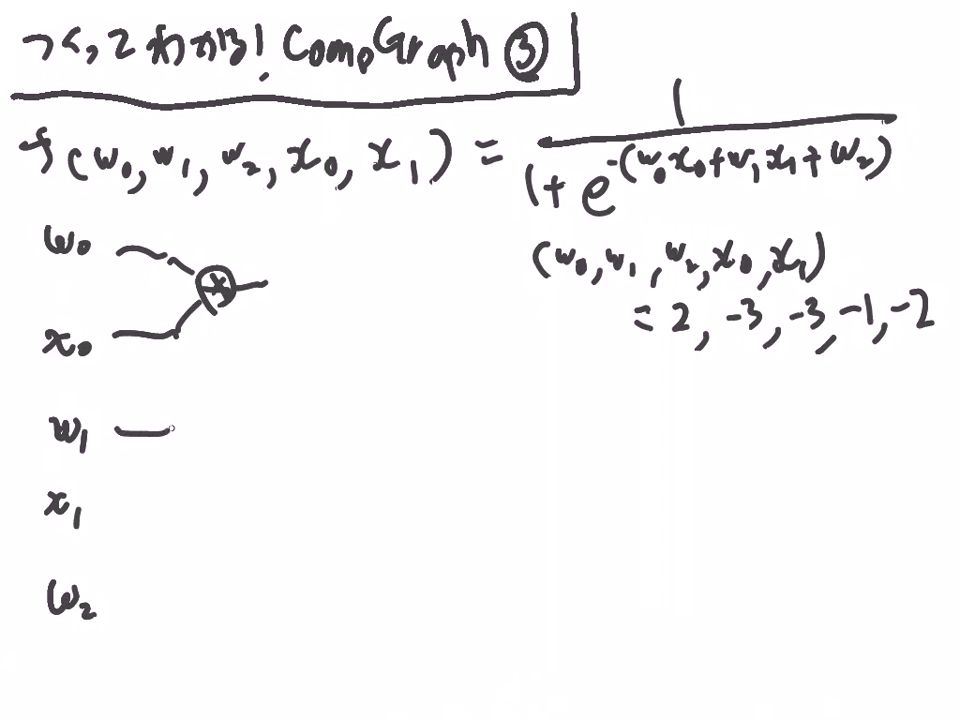 つくってわかる! CompGraph ③
f(w₀, w₁, w₂, x₀, x₁) = 1 / (1 + e^-(w₀x₀+w₁x₁+w₂))
w₀
(w₀, w₁, w₂, x₀, x₁)
*
= 2, -3, -3, -1, -2
x₀
w₁
x₁
w₂